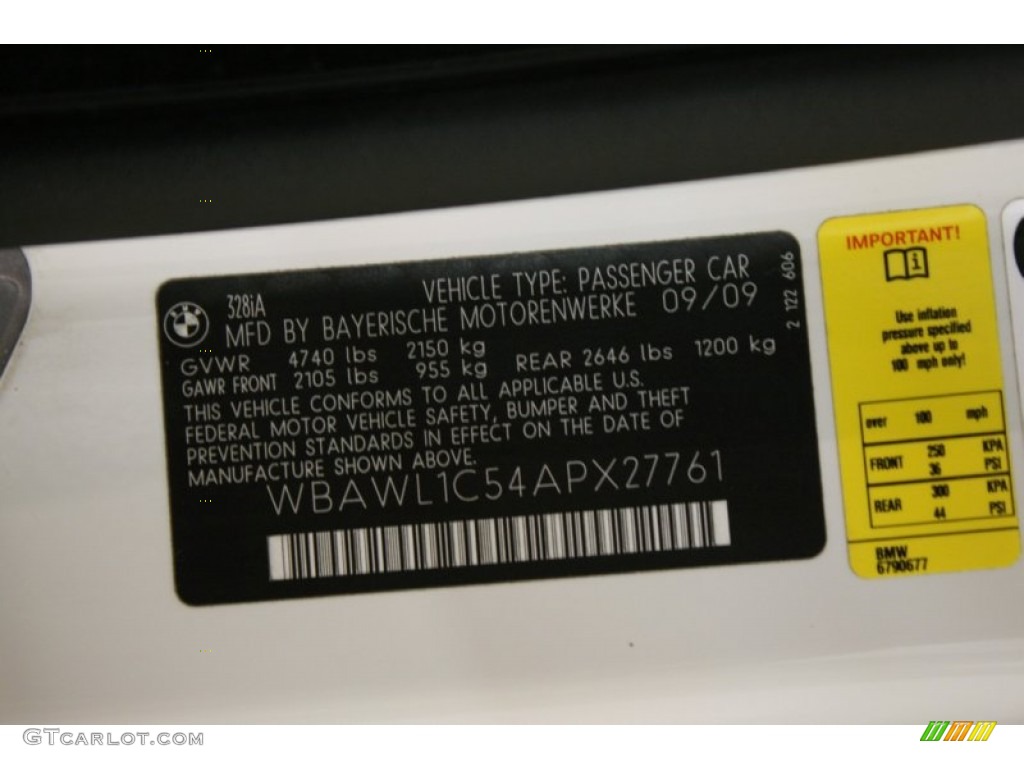 328iA
VEHICLE TYPE: PASSENGER CAR
MFD BY BAYERISCHE MOTORENWERKE 09/09
GVWR 4740 lbs 2150 kg
GAWR FRONT 2105 lbs 955 kg REAR 2646 lbs 1200 kg
THIS VEHICLE CONFORMS TO ALL APPLICABLE U.S.
FEDERAL MOTOR VEHICLE SAFETY, BUMPER AND THEFT
PREVENTION STANDARDS IN EFFECT ON THE DATE OF
MANUFACTURE SHOWN ABOVE.
WBAWL1C54APX27761
2 122 606
IMPORTANT!
Use inflation
pressure specified
above up to
100 mph only!
over 100 mph
FRONT 250 KPA
36 PSI
REAR 300 KPA
44 PSI
BMW
6790677
GTCARLOT.COM